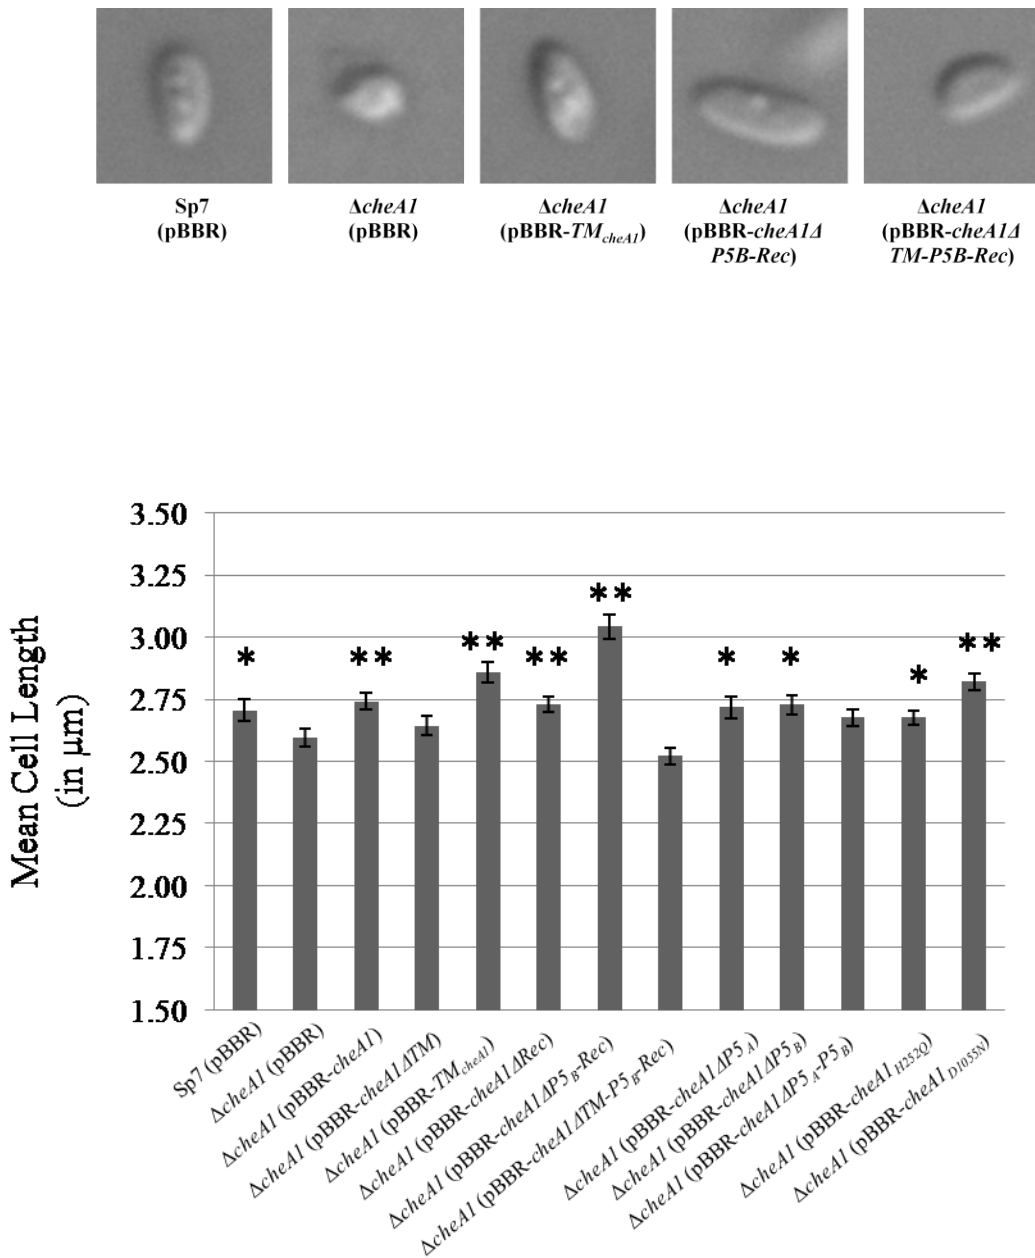 Sp7
(pBBR)
ΔcheA1
(pBBR)
ΔcheA1
(pBBR-TMcheA1)
ΔcheA1
(pBBR-cheA1Δ
P5B-Rec)
ΔcheA1
(pBBR-cheA1Δ
TM-P5B-Rec)
Mean Cell Length
(in μm)
3.50
3.25
3.00
2.75
2.50
2.25
2.00
1.75
1.50
*
**
**
**
**
*
*
*
**
Sp7 (pBBR)
ΔcheA1 (pBBR)
ΔcheA1 (pBBR-cheA1)
ΔcheA1 (pBBR-cheA1ΔTM)
ΔcheA1 (pBBR-TMcheA1)
ΔcheA1 (pBBR-cheA1ΔRec)
ΔcheA1 (pBBR-cheA1ΔP5B-Rec)
ΔcheA1 (pBBR-cheA1ΔTM-P5B-Rec)
ΔcheA1 (pBBR-cheA1ΔP5A)
ΔcheA1 (pBBR-cheA1ΔP5B)
ΔcheA1 (pBBR-cheA1ΔP5A-P5B)
ΔcheA1 (pBBR-cheA1H252Q)
ΔcheA1 (pBBR-cheA1D1055N)